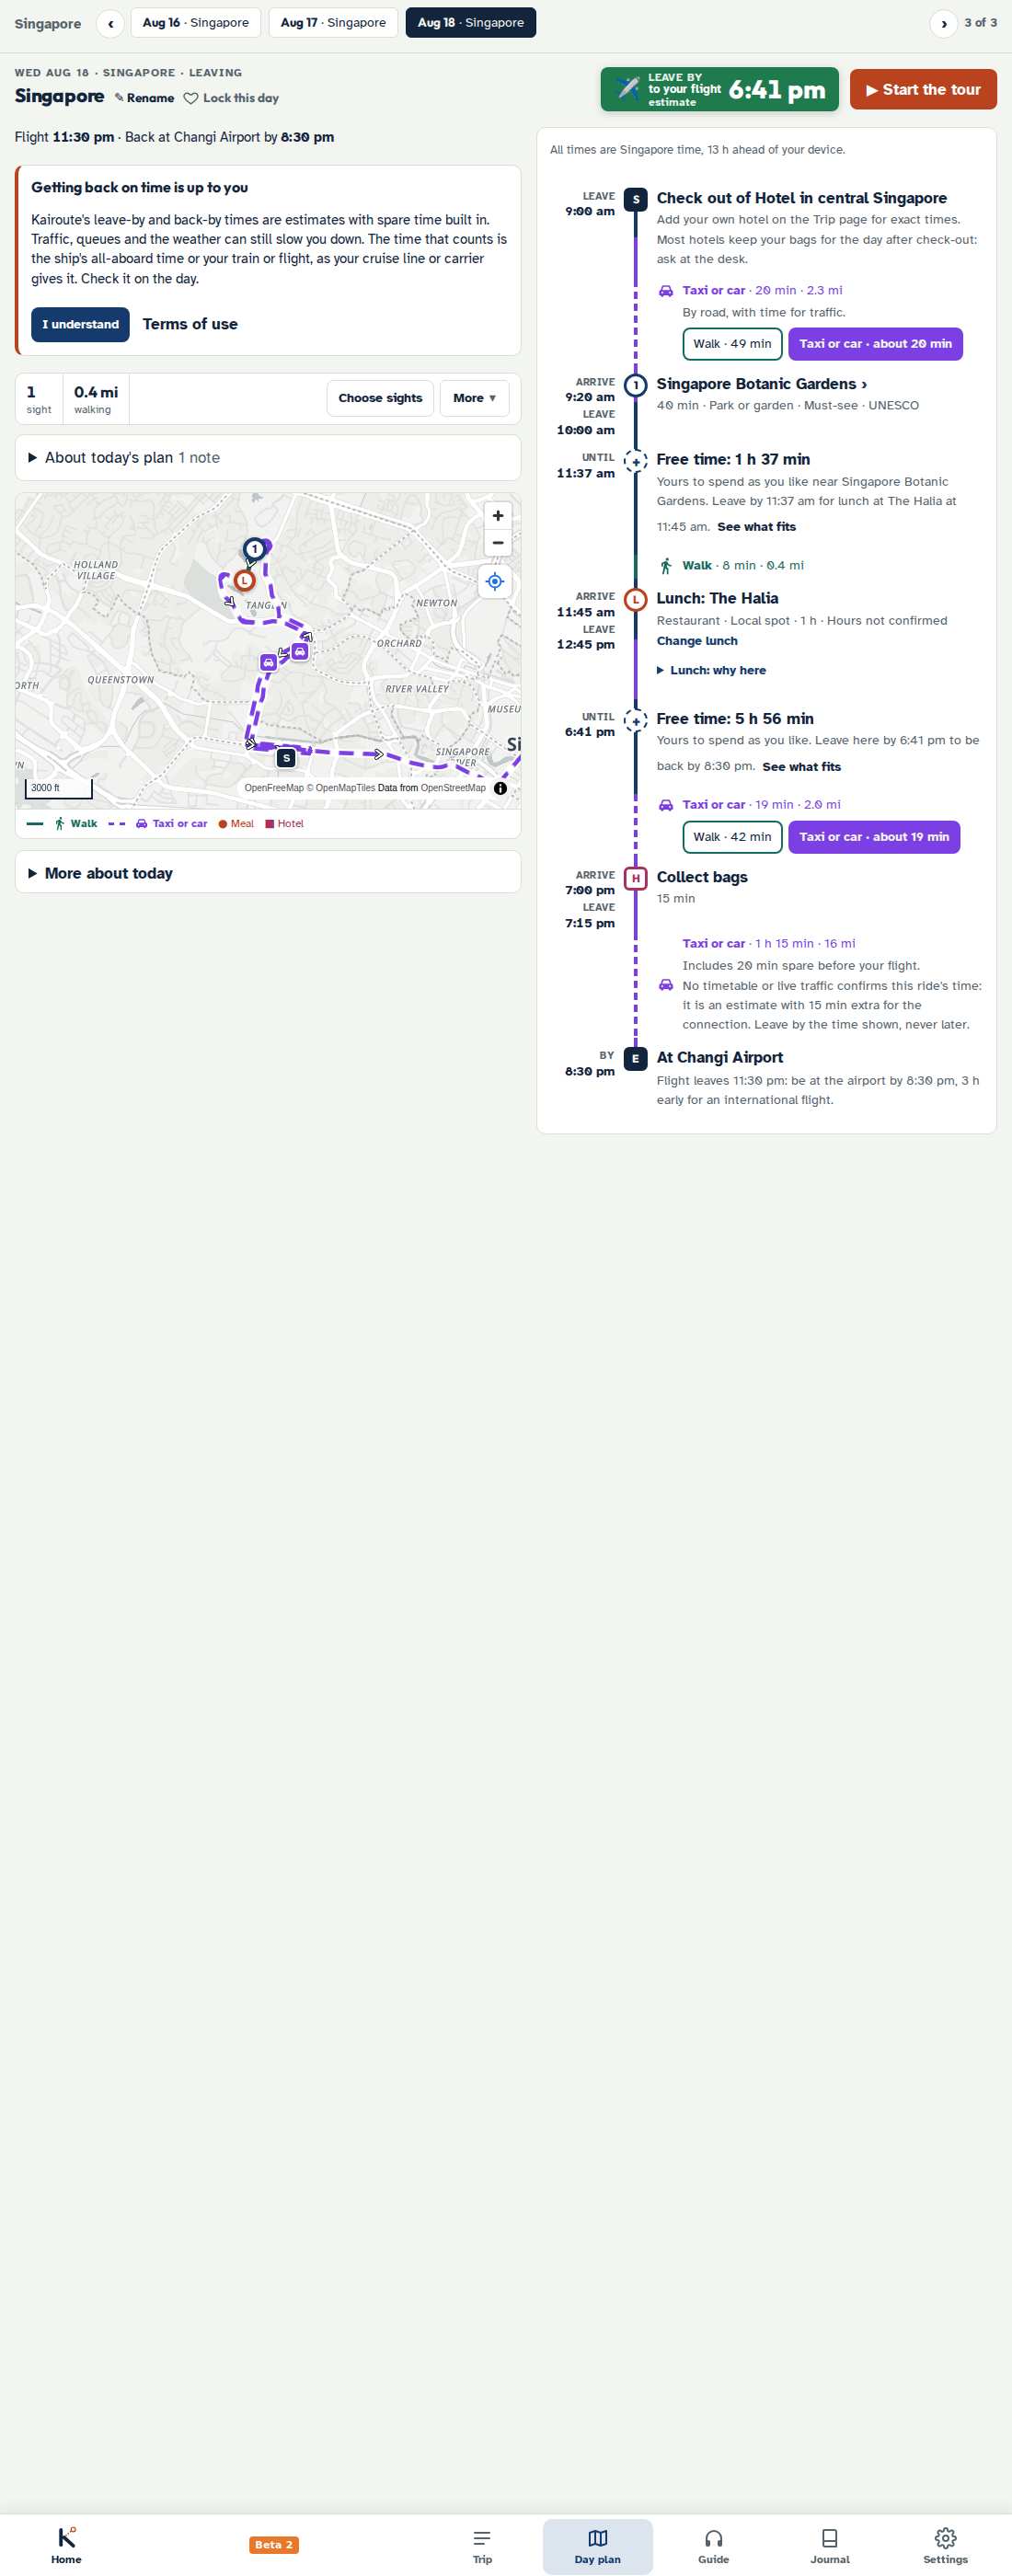 Singapore
‹
Aug 16 · Singapore
Aug 17 · Singapore
Aug 18 · Singapore
›
3 of 3
WED AUG 18 · SINGAPORE · LEAVING
Singapore
✎ Rename
Lock this day
LEAVE BY
to your flight
estimate
6:41 pm
▶ Start the tour
Flight 11:30 pm · Back at Changi Airport by 8:30 pm
Getting back on time is up to you
Kairoute's leave-by and back-by times are estimates with spare time built in.
Traffic, queues and the weather can still slow you down. The time that counts is
the ship's all-aboard time or your train or flight, as your cruise line or carrier
gives it. Check it on the day.
I understand
Terms of use
1
sight
0.4 mi
walking
Choose sights
More ▼
▶ About today's plan 1 note
HOLLAND
VILLAGE
NEWTON
ORCHARD
QUEENSTOWN
RIVER VALLEY
MUSEU
ORTH
SINGAPORE
Si
1
L
S
+
−
3000 ft
OpenFreeMap © OpenMapTiles Data from OpenStreetMap
Walk
Taxi or car
Meal
Hotel
▶ More about today
All times are Singapore time, 13 h ahead of your device.
LEAVE
9:00 am
S
Check out of Hotel in central Singapore
Add your own hotel on the Trip page for exact times.
Most hotels keep your bags for the day after check-out:
ask at the desk.
Taxi or car · 20 min · 2.3 mi
By road, with time for traffic.
Walk · 49 min
Taxi or car · about 20 min
ARRIVE
9:20 am
LEAVE
10:00 am
1
Singapore Botanic Gardens ›
40 min · Park or garden · Must-see · UNESCO
UNTIL
11:37 am
+
Free time: 1 h 37 min
Yours to spend as you like near Singapore Botanic
Gardens. Leave by 11:37 am for lunch at The Halia at
11:45 am. See what fits
Walk · 8 min · 0.4 mi
ARRIVE
11:45 am
LEAVE
12:45 pm
L
Lunch: The Halia
Restaurant · Local spot · 1 h · Hours not confirmed
Change lunch
▶ Lunch: why here
UNTIL
6:41 pm
+
Free time: 5 h 56 min
Yours to spend as you like. Leave here by 6:41 pm to be
back by 8:30 pm. See what fits
Taxi or car · 19 min · 2.0 mi
Walk · 42 min
Taxi or car · about 19 min
ARRIVE
7:00 pm
LEAVE
7:15 pm
H
Collect bags
15 min
Taxi or car · 1 h 15 min · 16 mi
Includes 20 min spare before your flight.
No timetable or live traffic confirms this ride's time:
it is an estimate with 15 min extra for the
connection. Leave by the time shown, never later.
BY
8:30 pm
E
At Changi Airport
Flight leaves 11:30 pm: be at the airport by 8:30 pm, 3 h
early for an international flight.
Home
Beta 2
Trip
Day plan
Guide
Journal
Settings